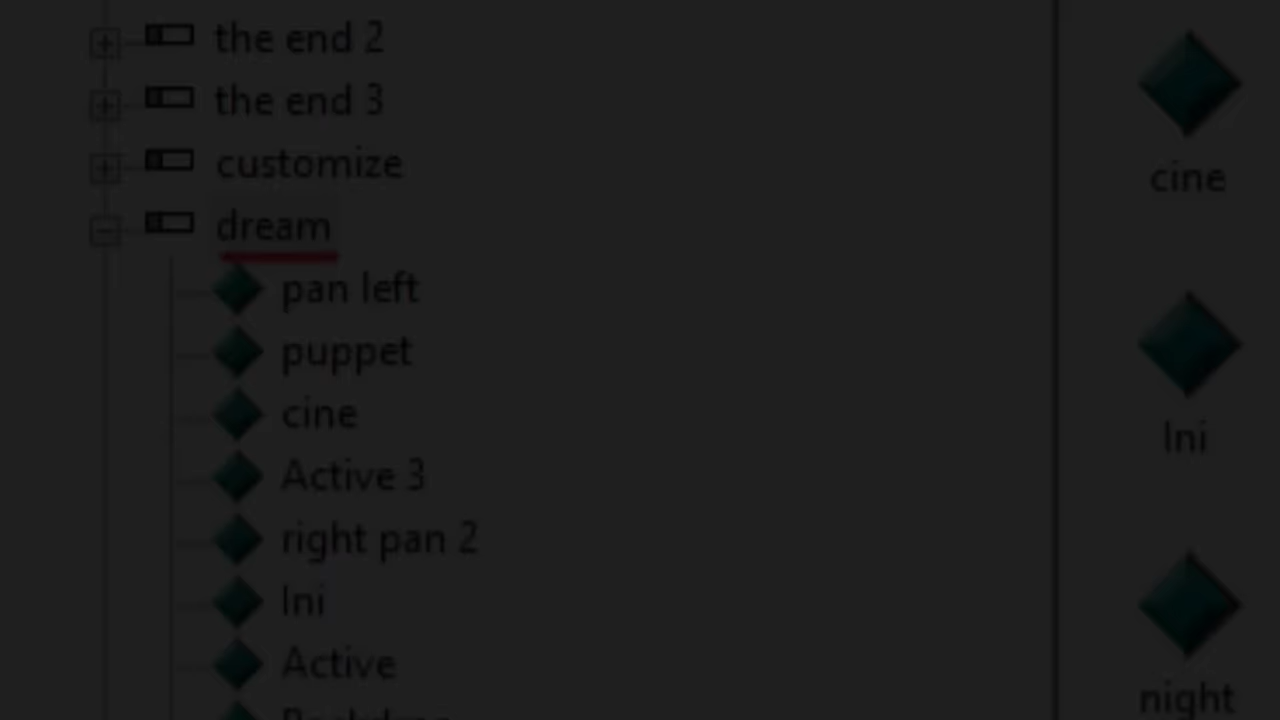 the end 2
the end 3
customize
dream
pan left
puppet
cine
Active 3
right pan 2
Ini
Active
cine
Ini
night